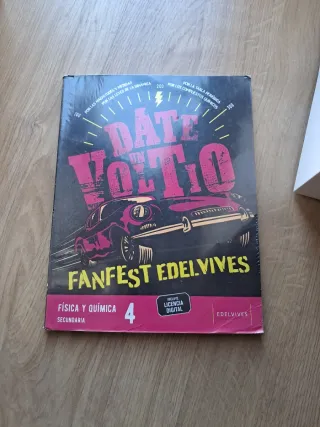 DATE
UN
VOLTIO
FANFEST EDELVIVES
FÍSICA Y QUÍMICA 4
SECUNDARIA
INCLUYE
LICENCIA
DIGITAL
EDELVIVES